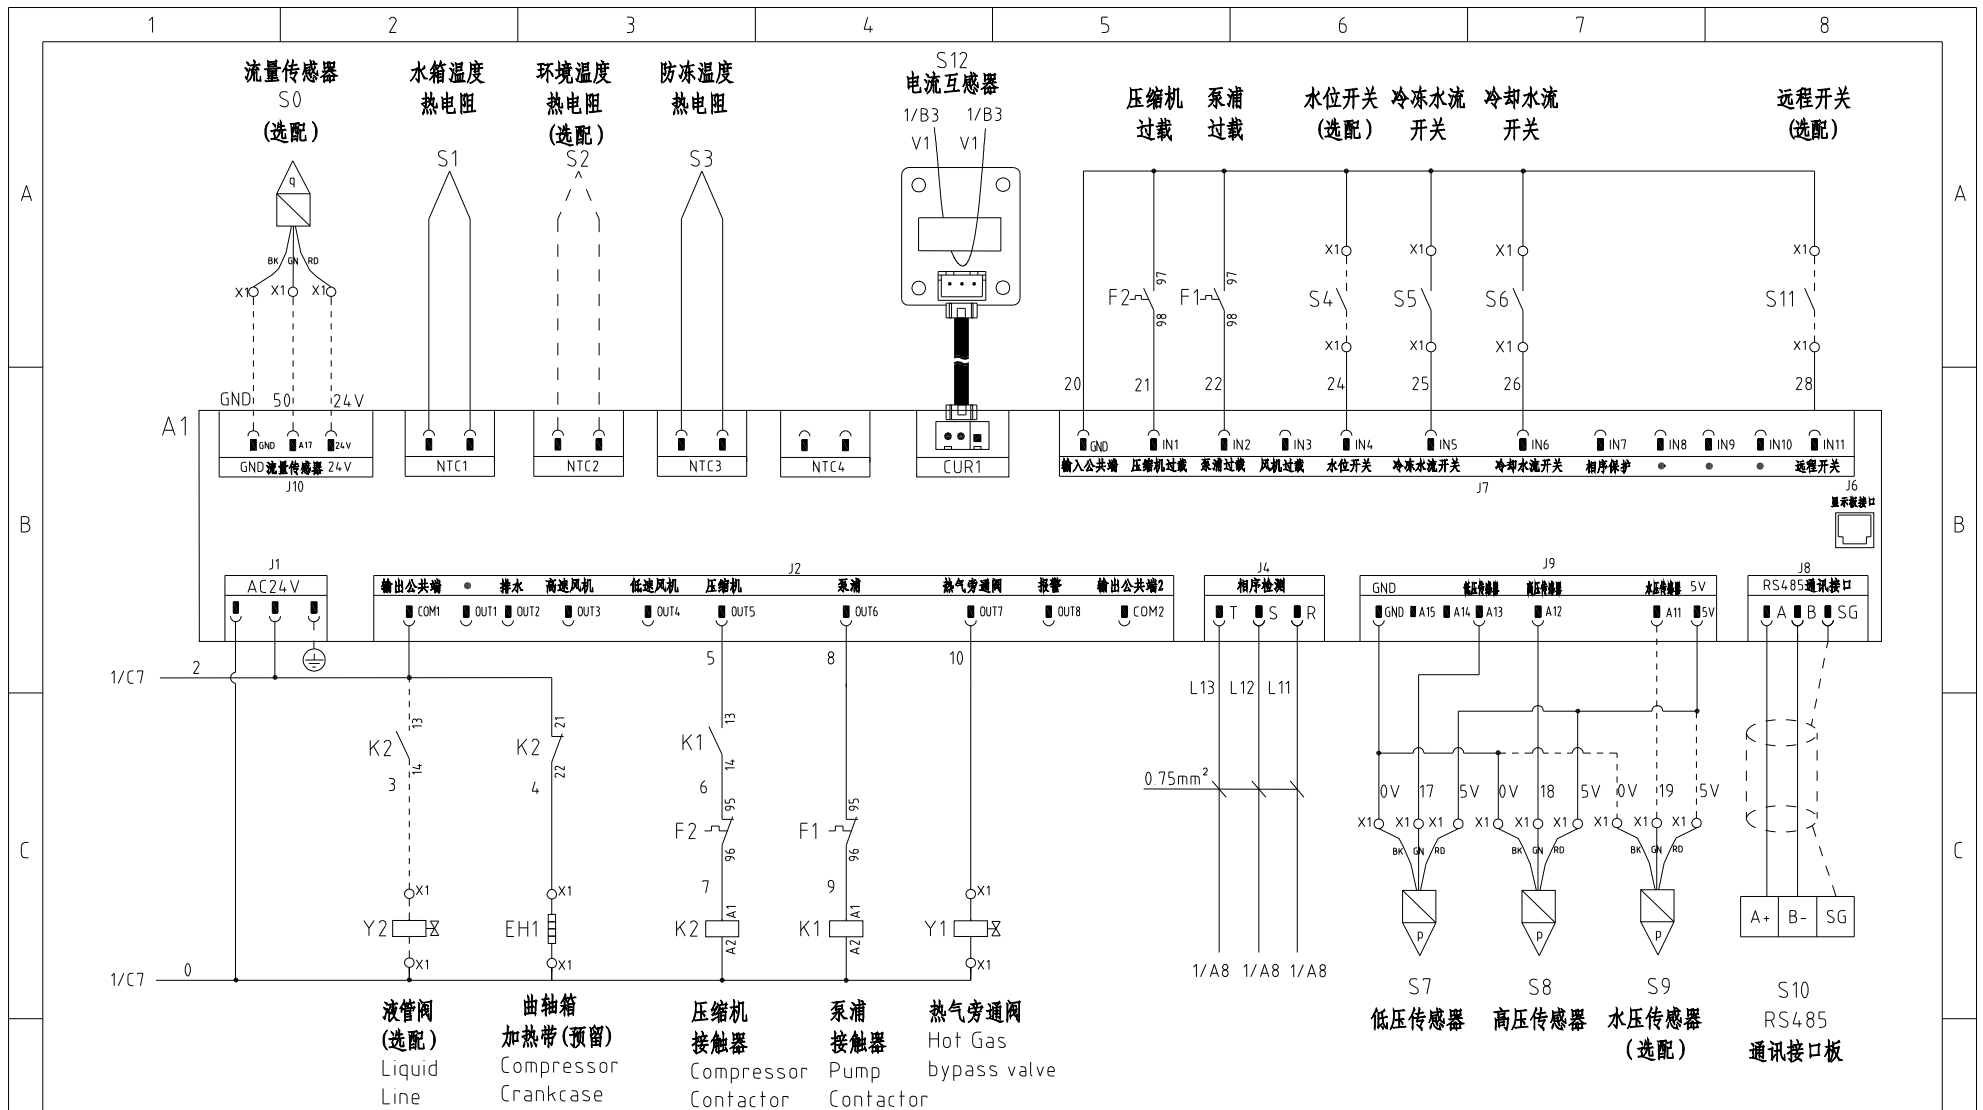 1 2 3 4 5 6 7 8
流量传感器
S0
(选配)
水箱温度
热电阻
环境温度
热电阻
(选配)
防冻温度
热电阻
S12
电流互感器
1/B3 1/B3
V1 V1
压缩机
过载
泵浦
过载
水位开关
(选配)
冷冻水流
开关
冷却水流
开关
远程开关
(选配)
S1 S2 S3
A A
q
BK GN RD
X1 X1 X1
X1 X1 X1 X1
97 97
F2 F1 S4 S5 S6 S11
98 98
X1 X1 X1 X1
20 21 22 24 25 26 28
GND 50 24V
A1
GND A17 24V
GND流量传感器 24V
NTC1 NTC2 NTC3 NTC4 CUR1
J10
GND IN1 IN2 IN3 IN4 IN5 IN6 IN7 IN8 IN9 IN10 IN11
输入公共端 压缩机过载 泵浦过载 风机过载 水位开关 冷冻水流开关 冷却水流开关 相序保护 • • • 远程开关
J7
J6
显示板接口
B B
J1
AC24V
J2
输出公共端 • 排水 高速风机 低速风机 压缩机 泵浦 热气旁通阀 报警 输出公共端2
COM1 OUT1 OUT2 OUT3 OUT4 OUT5 OUT6 OUT7 OUT8 COM2
J4
相序检测
T S R
J9
GND 低压传感器 高压传感器 水压传感器 5V
GND A15 A14 A13 A12 A11 5V
J8
RS485通讯接口
A B SG
1/C7 2
5 8 10
L13 L12 L11
13 21 13
K2 K2 K1
14 22 14
3 4 6
0.75mm²
0V 17 5V 0V 18 5V 0V 19 5V
X1 X1 X1 X1 X1 X1 X1 X1 X1
BK GN RD BK GN RD BK GN RD
95 95
F2 F1
96 96
C C
7 9
X1 X1 X1
A1 A1
Y2 EH1 K2 K1 Y1
A2 A2
X1 X1 X1
p p p
A+ B- SG
1/C7 0
1/A8 1/A8 1/A8
S7
低压传感器
S8
高压传感器
S9
水压传感器
(选配)
S10
RS485
通讯接口板
液管阀
(选配)
Liquid
Line
曲轴箱
加热带(预留)
Compressor
Crankcase
压缩机
接触器
Compressor
Contactor
泵浦
接触器
Pump
Contactor
热气旁通阀
Hot Gas
bypass valve